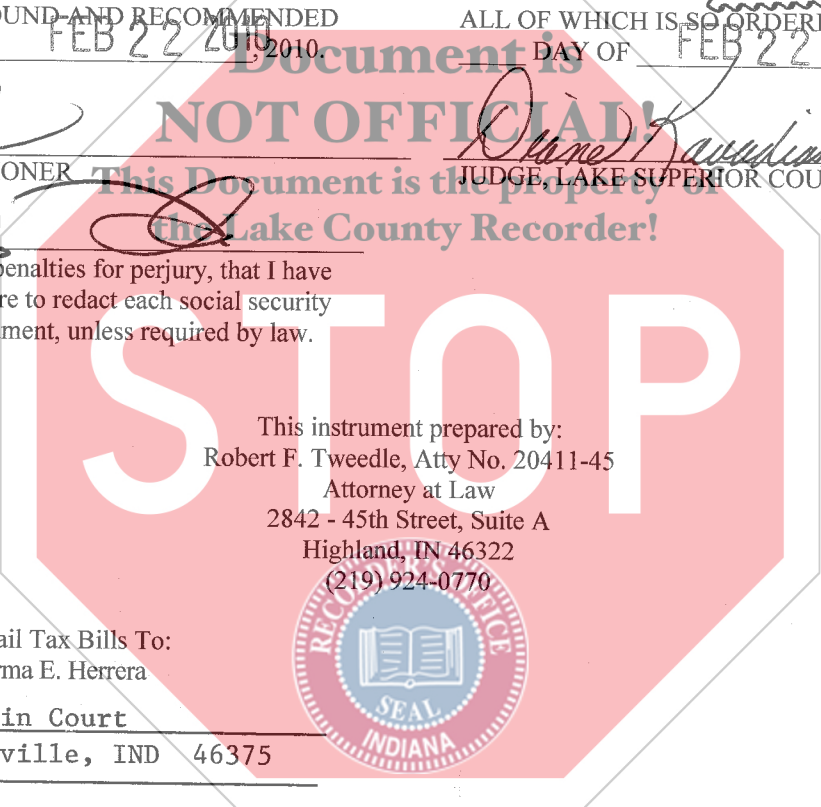 OUND AND RECOMMENDED
FEB 22 2010, 2010.
ALL OF WHICH IS SO ORDERE
DAY OF FEB 22
Document is
NOT OFFICIAL!
This Document is the property of
the Lake County Recorder!
ONER
Diane Kavadias
JUDGE, LAKE SUPERIOR COU
penalties for perjury, that I have
re to redact each social security
ment, unless required by law.
STOP
This instrument prepared by:
Robert F. Tweedle, Atty No. 20411-45
Attorney at Law
2842 - 45th Street, Suite A
Highland, IN 46322
(219) 924-0770
RECORDER'S OFFICE
SEAL
INDIANA
ail Tax Bills To:
rma E. Herrera
in Court
ville, IND 46375